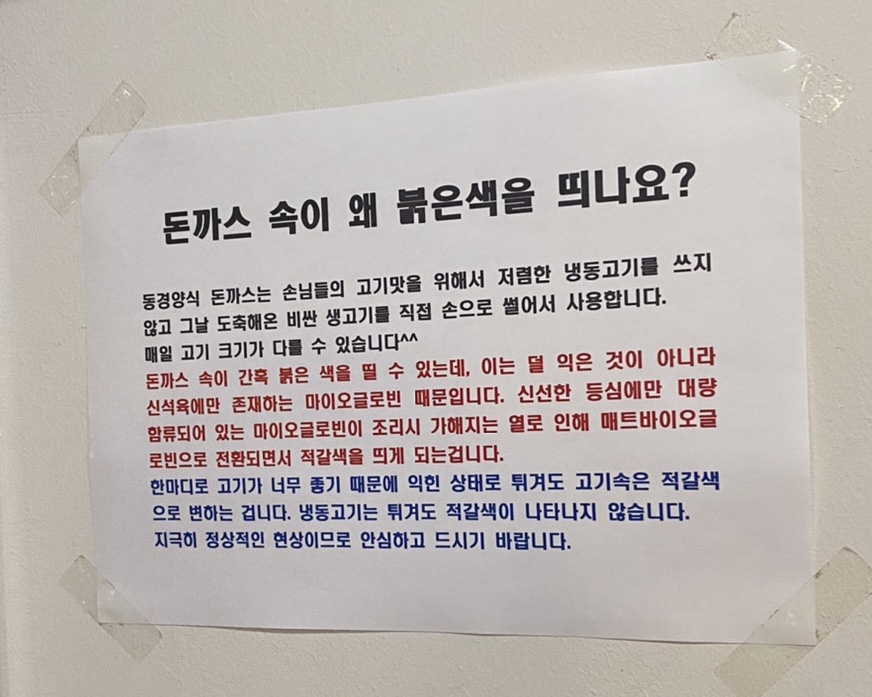 돈까스 속이 왜 붉은색을 띄나요?
동경양식 돈까스는 손님들의 고기맛을 위해서 저렴한 냉동고기를 쓰지
않고 그날 도축해온 비싼 생고기를 직접 손으로 썰어서 사용합니다.
매일 고기 크기가 다를 수 있습니다^^
돈까스 속이 간혹 붉은 색을 띌 수 있는데, 이는 덜 익은 것이 아니라
신석육에만 존재하는 마이오글로빈 때문입니다. 신선한 등심에만 대량
함류되어 있는 마이오글로빈이 조리시 가해지는 열로 인해 매트바이오글
로빈으로 전환되면서 적갈색을 띄게 되는겁니다.
한마디로 고기가 너무 좋기 때문에 익힌 상태로 튀겨도 고기속은 적갈색
으로 변하는 겁니다. 냉동고기는 튀겨도 적갈색이 나타나지 않습니다.
지극히 정상적인 현상이므로 안심하고 드시기 바랍니다.